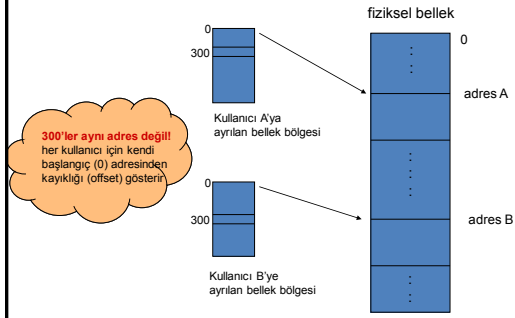 fiziksel bellek
0
300
Kullanıcı A'ya
ayrılan bellek bölgesi
0
adres A
300'ler aynı adres değil!
her kullanıcı için kendi
başlangıç (0) adresinden
kayıklığı (offset) gösterir
0
300
Kullanıcı B'ye
ayrılan bellek bölgesi
adres B